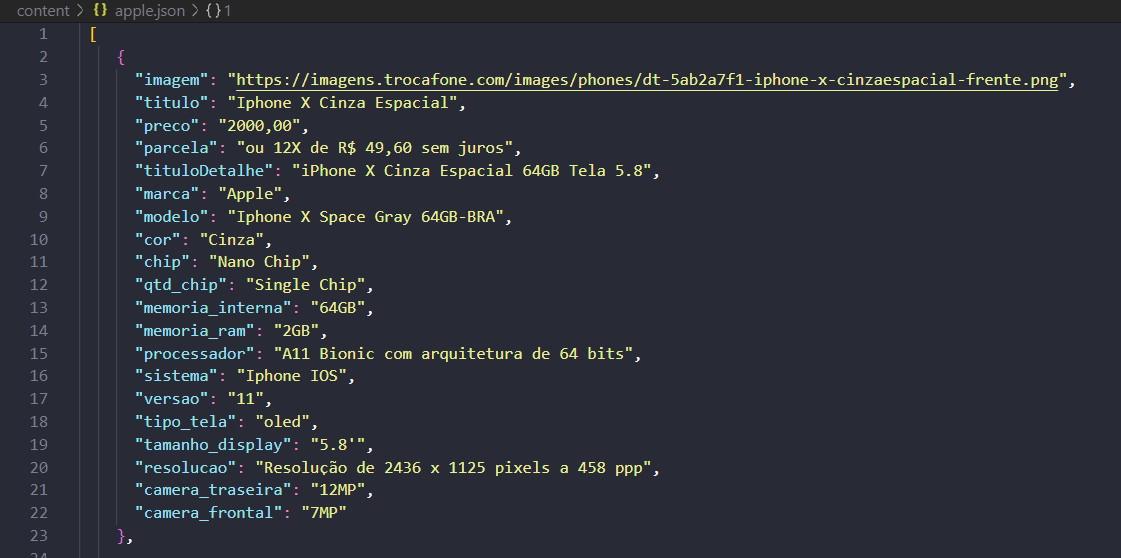 content > {} apple.json > {} 1
1 [
2 {
3 "imagem": "https://imagens.trocafone.com/images/phones/dt-5ab2a7f1-iphone-x-cinzaespacial-frente.png",
4 "titulo": "Iphone X Cinza Espacial",
5 "preco": "2000,00",
6 "parcela": "ou 12X de R$ 49,60 sem juros",
7 "tituloDetalhe": "iPhone X Cinza Espacial 64GB Tela 5.8",
8 "marca": "Apple",
9 "modelo": "Iphone X Space Gray 64GB-BRA",
10 "cor": "Cinza",
11 "chip": "Nano Chip",
12 "qtd_chip": "Single Chip",
13 "memoria_interna": "64GB",
14 "memoria_ram": "2GB",
15 "processador": "A11 Bionic com arquitetura de 64 bits",
16 "sistema": "Iphone IOS",
17 "versao": "11",
18 "tipo_tela": "oled",
19 "tamanho_display": "5.8'",
20 "resolucao": "Resolução de 2436 x 1125 pixels a 458 ppp",
21 "camera_traseira": "12MP",
22 "camera_frontal": "7MP"
23 },